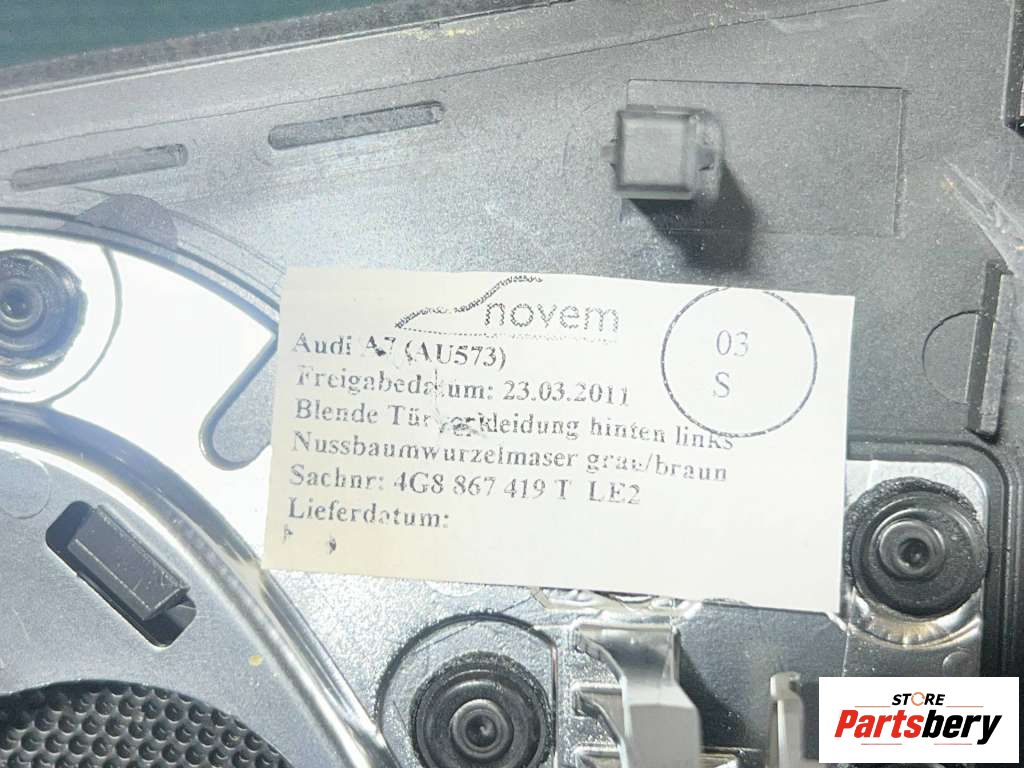 novem
03
S
Audi A7 (AU573)
Freigabedatum: 23.03.2011
Blende Türverkleidung hinten links
Nussbaumwurzelmaser grau/braun
Sachnr: 4G8 867 419 T LE2
Lieferdatum:
STORE
Partsbery